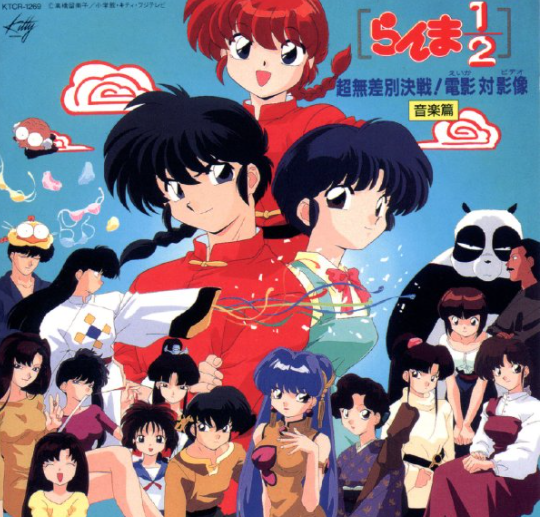 KTCR-1269
©高橋留美子/小学館・キティ・フジテレビ
Kitty
[らんま1/2]
超無差別決戦!電影対影像
えいが ビデオ
音楽篇